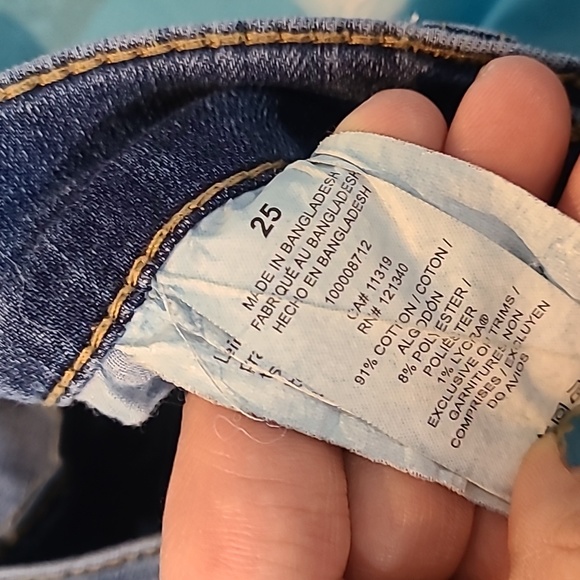 25
MADE IN BANGLADESH
FABRIQUÉ AU BANGLADESH
HECHO EN BANGLADESH
100008712
CA# 11319
RN# 121340
91% COTTON / COTON /
ALGODÓN
8% POLYESTER /
POLIÉSTER
1% LYCRA®
EXCLUSIVE OF TRIMS /
GARNITURES NON
COMPRISES / EXCLUYEN
DO AVIOS